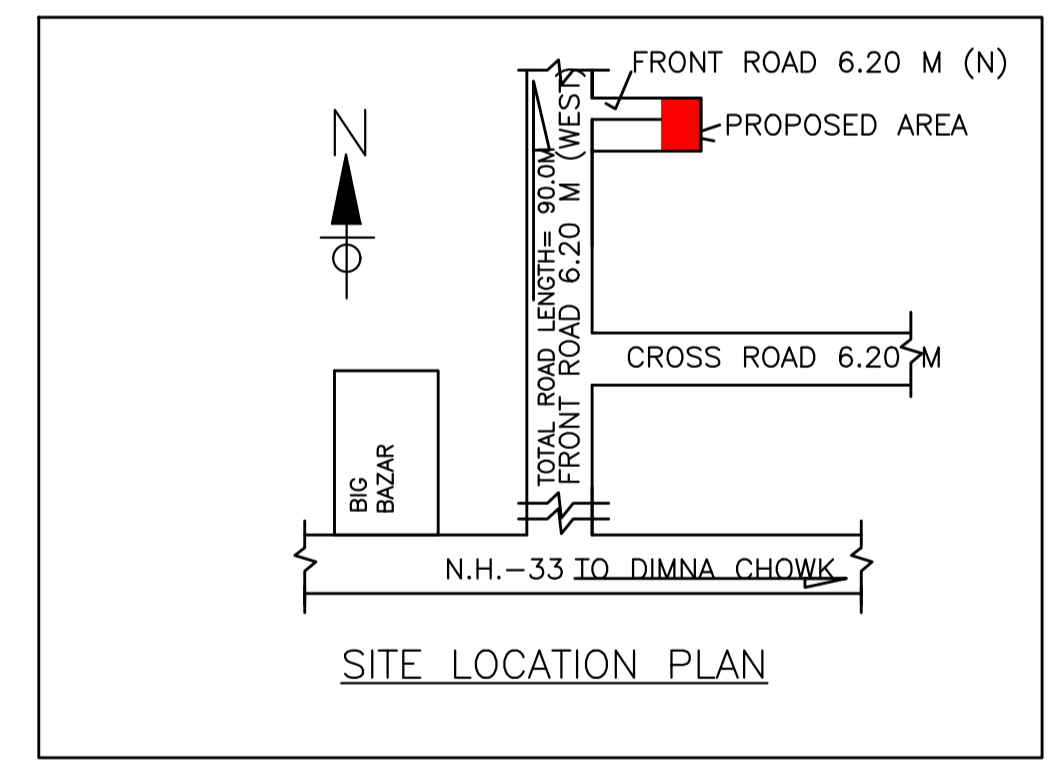 FRONT ROAD 6.20 M (N)
PROPOSED AREA
N
TOTAL ROAD LENGTH= 90.0M
FRONT ROAD 6.20 M (WEST)
CROSS ROAD 6.20 M
BIG
BAZAR
N.H.-33 TO DIMNA CHOWK
SITE LOCATION PLAN